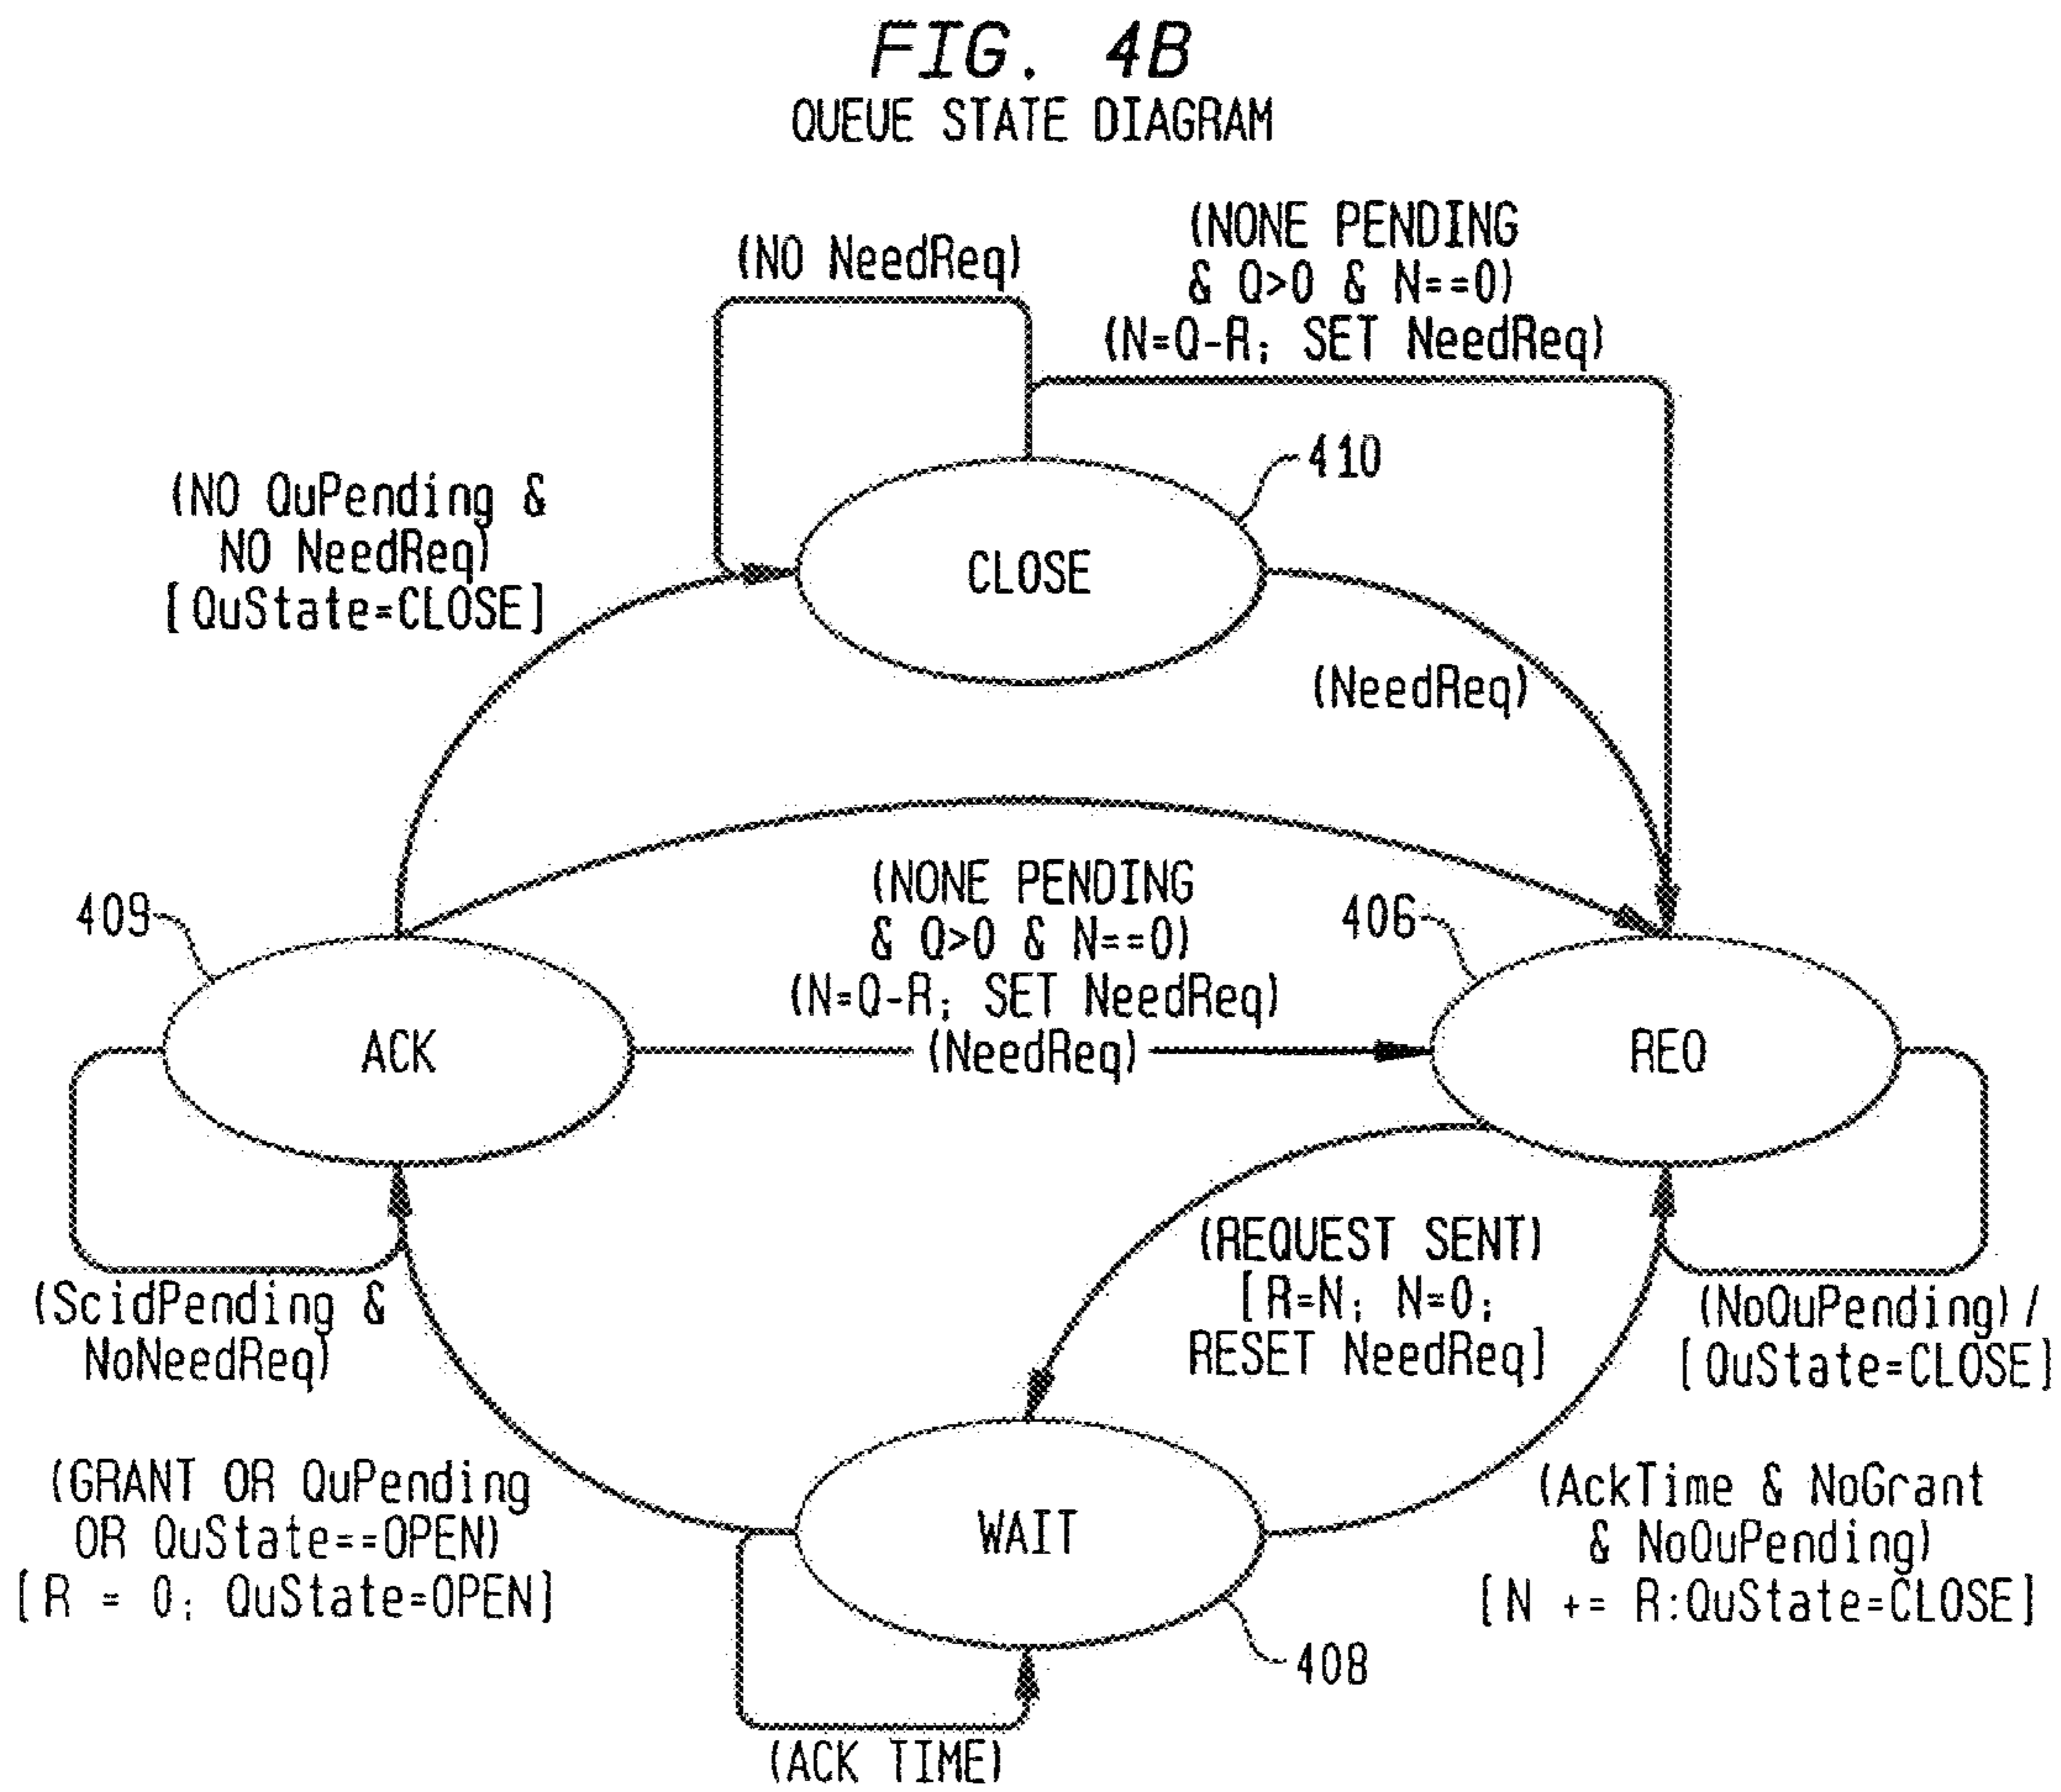 FIG. 4B
QUEUE STATE DIAGRAM
(NONE PENDING
& Q>0 & N==0)
(N=Q-R; SET NeedReq)
(NO NeedReq)
410
(NO QuPending &
NO NeedReq)
[QuState=CLOSE]
CLOSE
(NeedReq)
409
(NONE PENDING
& Q>0 & N==0)
(N=Q-R; SET NeedReq)
(NeedReq)
406
ACK
REQ
(ScidPending &
NoNeedReq)
(REQUEST SENT)
[R=N; N=0;
RESET NeedReq]
(NoQuPending)/
[QuState=CLOSE]
(GRANT OR QuPending
OR QuState==OPEN)
[R = 0; QuState=OPEN]
WAIT
(AckTime & NoGrant
& NoQuPending)
[N += R:QuState=CLOSE]
408
(ACK TIME)